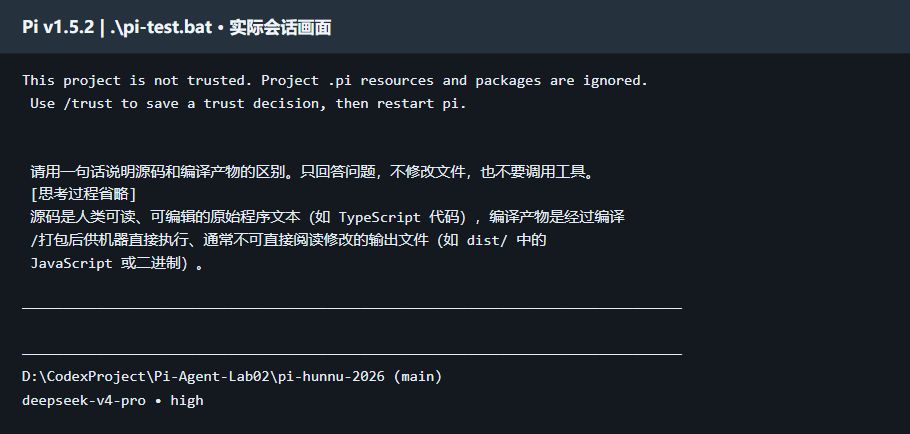 Pi v1.5.2 | .\pi-test.bat • 实际会话画面
This project is not trusted. Project .pi resources and packages are ignored.
Use /trust to save a trust decision, then restart pi.
请用一句话说明源码和编译产物的区别。只回答问题，不修改文件，也不要调用工具。
[思考过程省略]
源码是人类可读、可编辑的原始程序文本（如 TypeScript 代码），编译产物是经过编译
/打包后供机器直接执行、通常不可直接阅读修改的输出文件（如 dist/ 中的
JavaScript 或二进制）。
D:\CodexProject\Pi-Agent-Lab02\pi-hunnu-2026 (main)
deepseek-v4-pro • high